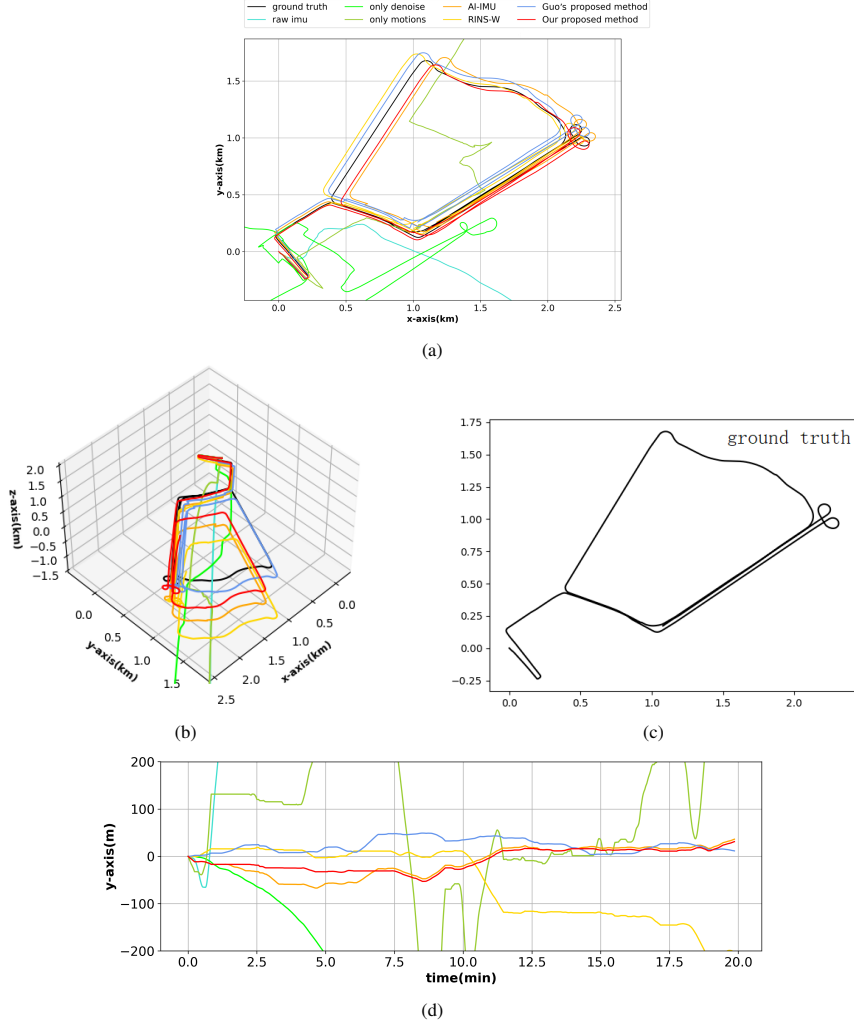 ground truth only denoise AI-IMU Guo's proposed method
raw imu only motions RINS-W Our proposed method
1.5
1.0
0.5
0.0
y-axis(km)
0.0 0.5 1.0 1.5 2.0 2.5
x-axis(km)
(a)
2.0
1.5
1.0
0.5
0.0
−0.5
−1.0
−1.5
z-axis(km)
0.0
0.5
1.0
1.5
y-axis(km)
0.0
0.5
1.0
1.5
2.0
2.5
x-axis(km)
(b)
ground truth
1.75
1.50
1.25
1.00
0.75
0.50
0.25
0.00
−0.25
0.0 0.5 1.0 1.5 2.0
(c)
200
100
0
−100
−200
y-axis(m)
0.0 2.5 5.0 7.5 10.0 12.5 15.0 17.5 20.0
time(min)
(d)